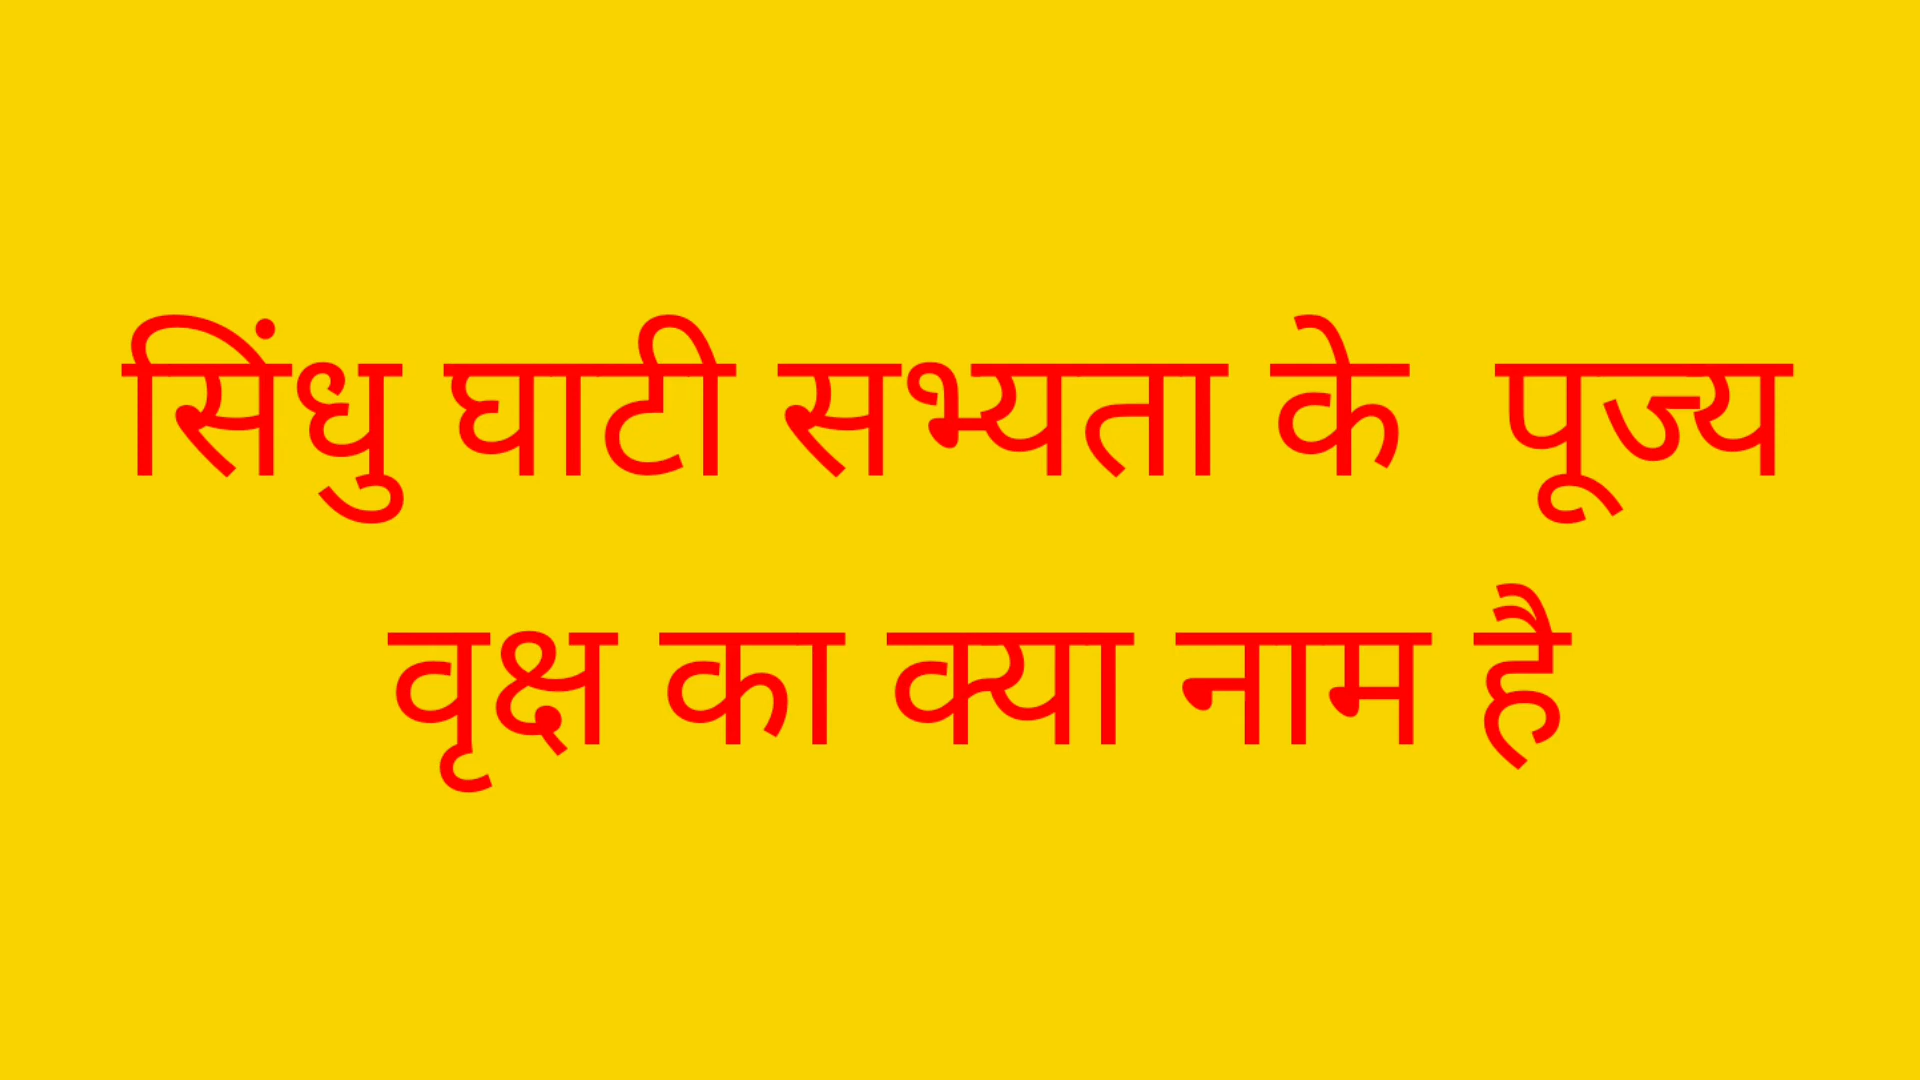 सिंधु घाटी सभ्यता के पूज्य
वृक्ष का क्या नाम है